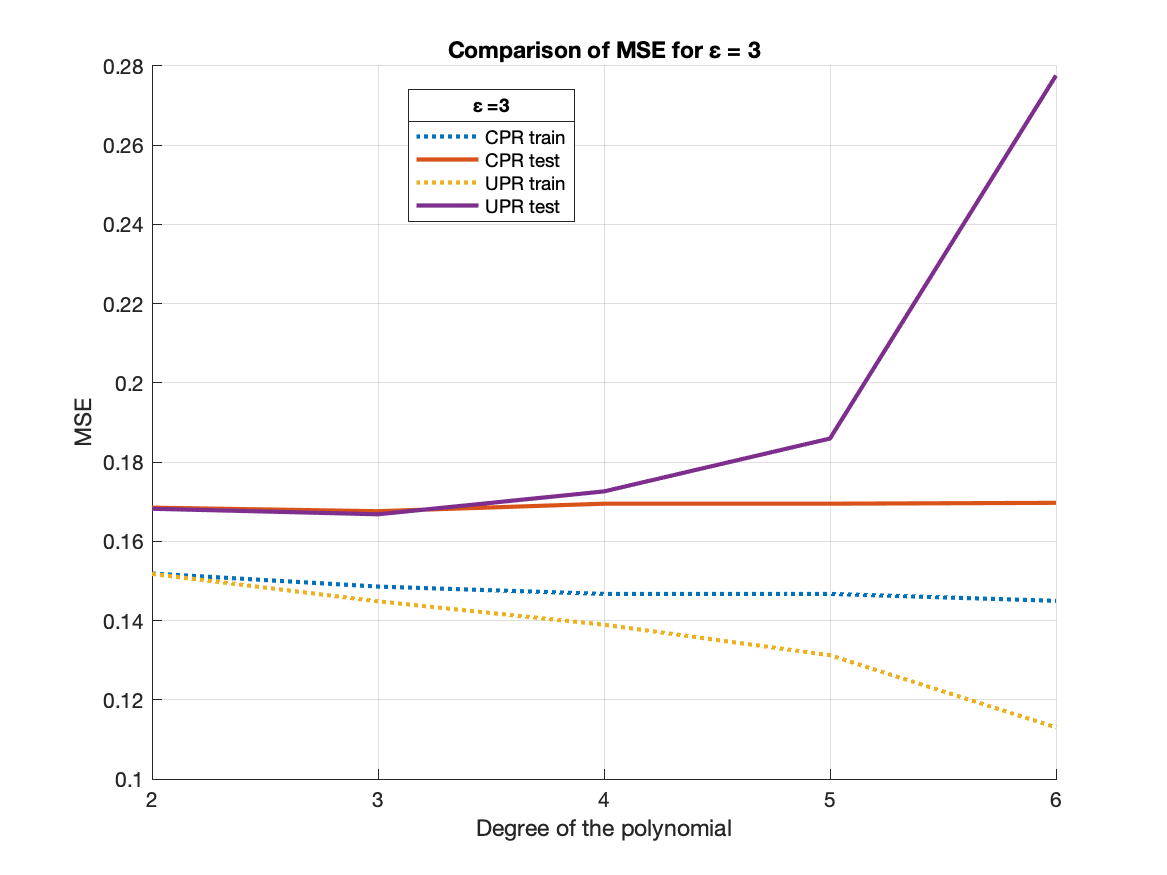 Comparison of MSE for ε = 3
0.28
0.26
0.24
0.22
0.2
0.18
0.16
0.14
0.12
0.1
MSE
ε =3
CPR train
CPR test
UPR train
UPR test
2 3 4 5 6
Degree of the polynomial